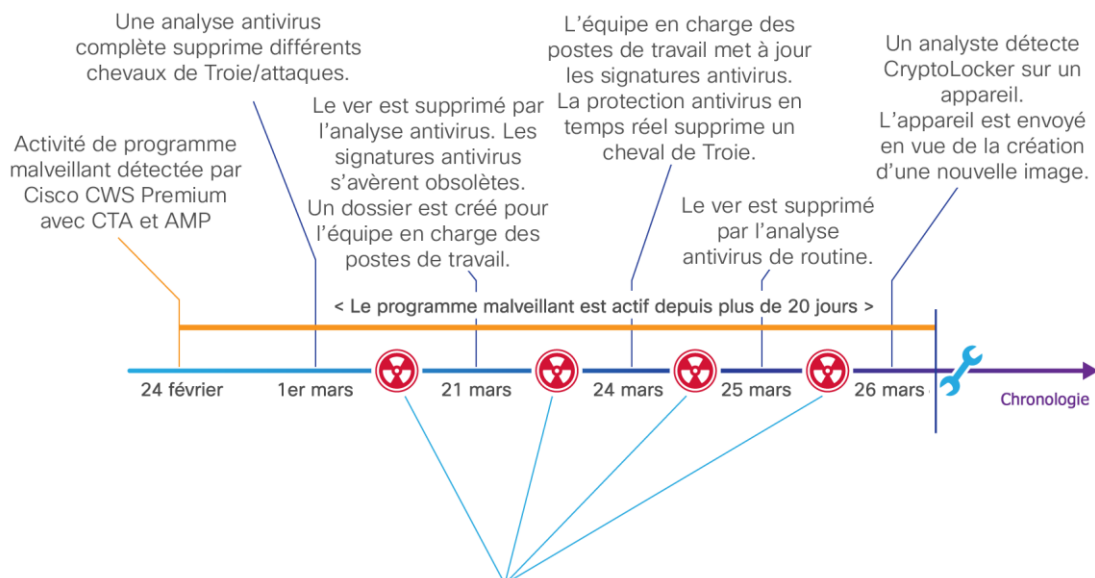 Une analyse antivirus
complète supprime différents
chevaux de Troie/attaques.
L'équipe en charge des
postes de travail met à jour
les signatures antivirus.
La protection antivirus en
temps réel supprime un
cheval de Troie.
Un analyste détecte
CryptoLocker sur un
appareil.
L'appareil est envoyé
en vue de la création
d'une nouvelle image.
Activité de programme
malveillant détectée par
Cisco CWS Premium
avec CTA et AMP
Le ver est supprimé par
l'analyse antivirus. Les
signatures antivirus
s'avèrent obsolètes.
Un dossier est créé pour
l'équipe en charge des
postes de travail.
Le ver est supprimé
par l'analyse
antivirus de routine.
< Le programme malveillant est actif depuis plus de 20 jours >
24 février
1er mars
21 mars
24 mars
25 mars
26 mars
Chronologie